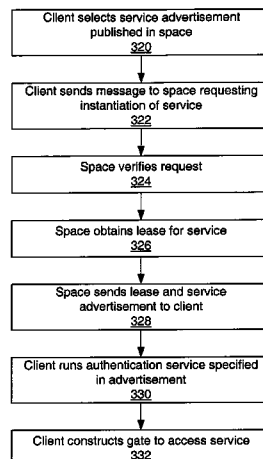 Client selects service advertisement
published in space
320
Client sends message to space requesting
instantiation of service
322
Space verifies request
324
Space obtains lease for service
326
Space sends lease and service
advertisement to client
328
Client runs authentication service specified
in advertisement
330
Client constructs gate to access service
332